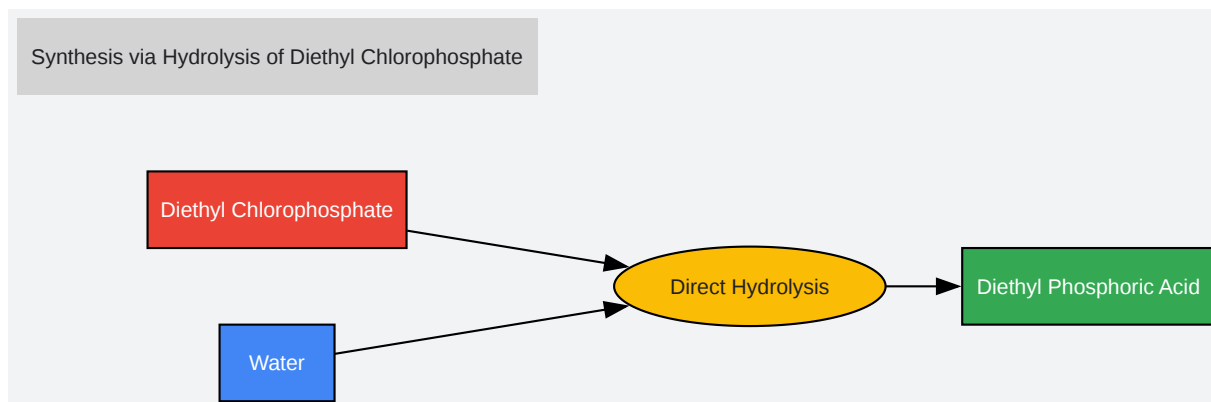 Synthesis via Hydrolysis of Diethyl Chlorophosphate
Diethyl Chlorophosphate
Direct Hydrolysis
Diethyl Phosphoric Acid
Water